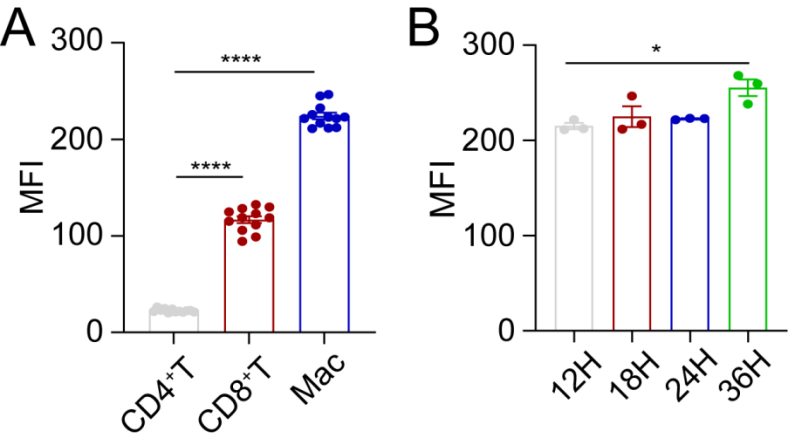 A
MFI
300
200
100
0
****
****
CD4⁺T
CD8⁺T
Mac
B
MFI
300
200
100
0
*
12H
18H
24H
36H